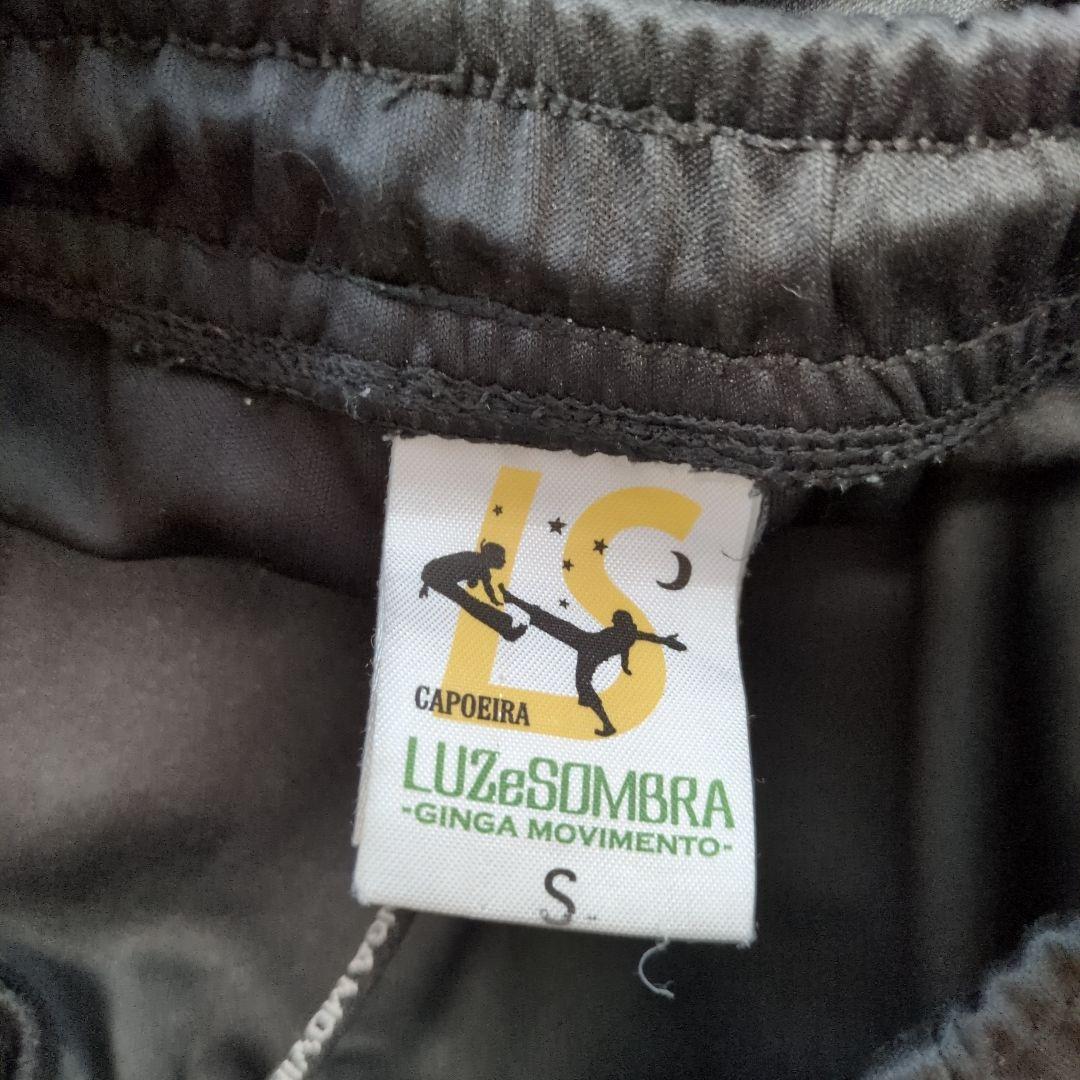 LS
CAPOEIRA
LUZeSOMBRA
-GINGA MOVIMENTO-
S